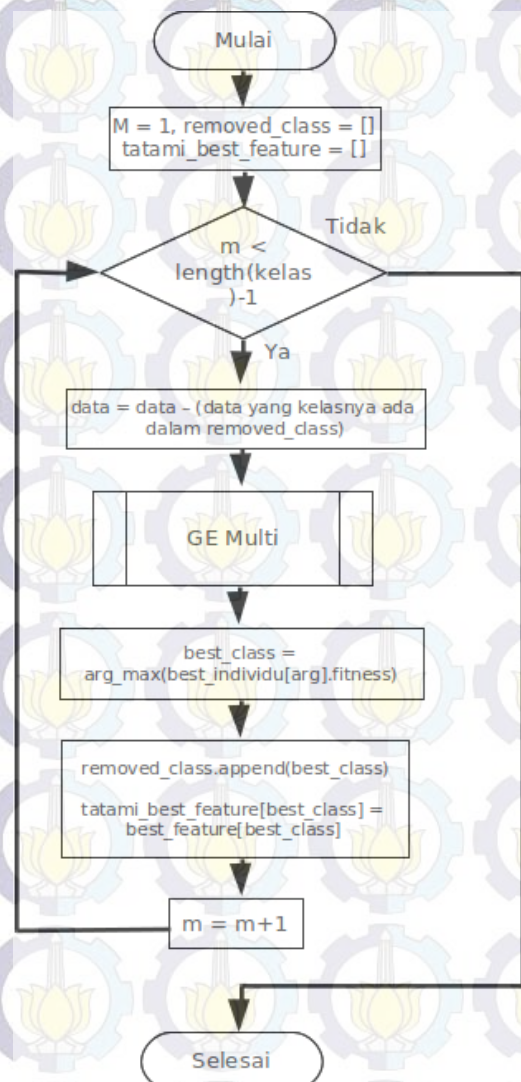 Mulai
M = 1, removed_class = []
tatami_best_feature = []
Tidak
m <
length(kelas
)-1
Ya
data = data – (data yang kelasnya ada
dalam removed_class)
GE Multi
best_class =
arg_max(best_individu[arg].fitness)
removed_class.append(best_class)
tatami_best_feature[best_class] =
best_feature[best_class]
m = m+1
Selesai